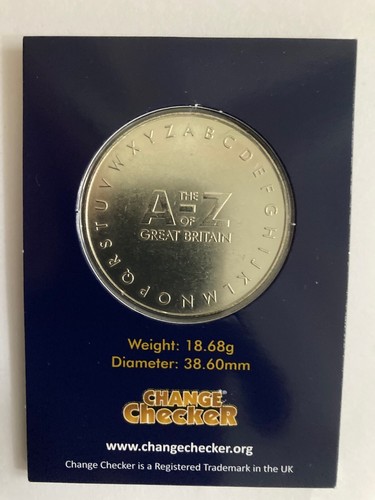 A B C D E F G H I J K L M N O P Q R S T U V W X Y Z
THE
A-Z
OF
GREAT BRITAIN
Weight: 18.68g
Diameter: 38.60mm
CHANGE
CHECKER
www.changechecker.org
Change Checker is a Registered Trademark in the UK